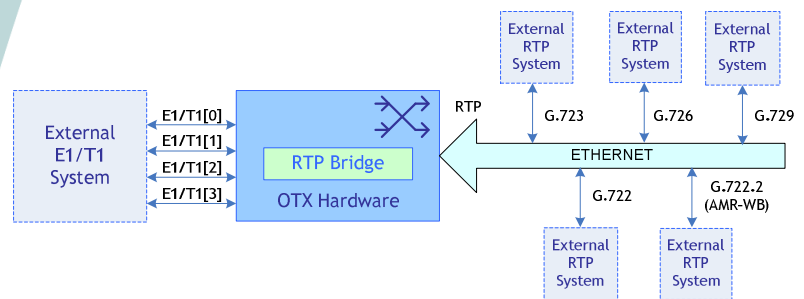 External
RTP
System
External
RTP
System
External
RTP
System
E1/T1[0]
E1/T1[1]
E1/T1[2]
E1/T1[3]
External
E1/T1
System
RTP Bridge
OTX Hardware
RTP
G.723
G.726
G.729
ETHERNET
G.722
G.722.2
(AMR-WB)
External
RTP
System
External
RTP
System